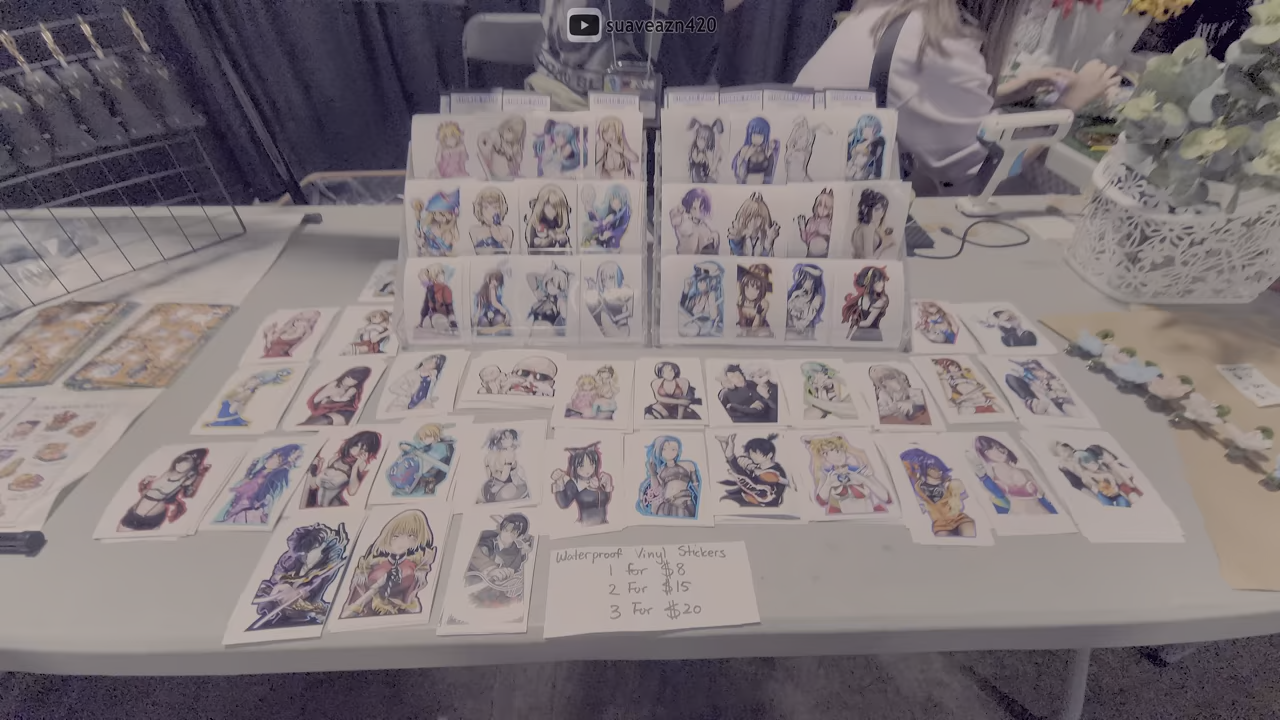 suaveazn420
Waterproof Vinyl Stickers
1 for $8
2 For $15
3 For $20